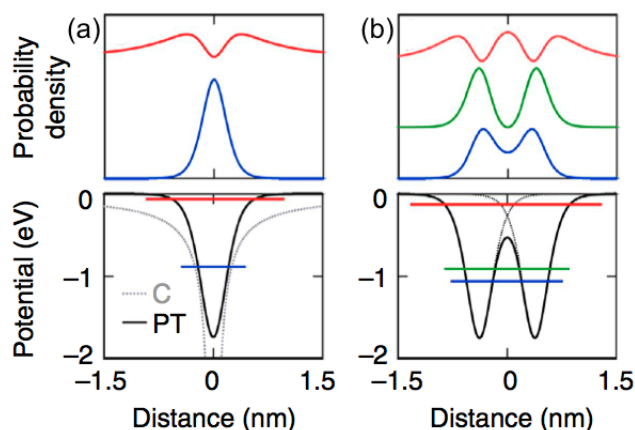 (a)
(b)
Probability
density
0
0
Potential (eV)
−1
−1
C
PT
−2
−2
−1.5
0
1.5
−1.5
0
1.5
Distance (nm)
Distance (nm)